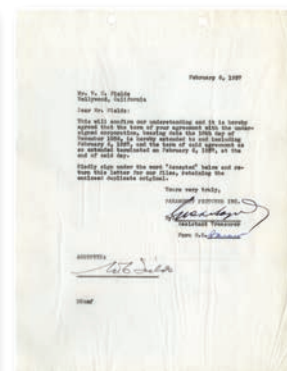 February 6, 1937
Mr. W. C. Fields
Hollywood, California
Dear Mr. Fields:
This will confirm our understanding and it is hereby
agreed that the term of your agreement with the under-
signed corporation, bearing date the 10th day of
December 1936, is hereby extended to and including
February 6, 1937, and the term of said agreement as
so extended terminated on February 6, 1937, at the
end of said day.
Kindly sign under the word "Accepted" below and re-
turn this letter for our files, retaining the
enclosed duplicate original.
Yours very truly,
PARAMOUNT PICTURES INC.
By
Assistant Treasurer
Form O.K.
ACCEPTED:
W. C. Fields